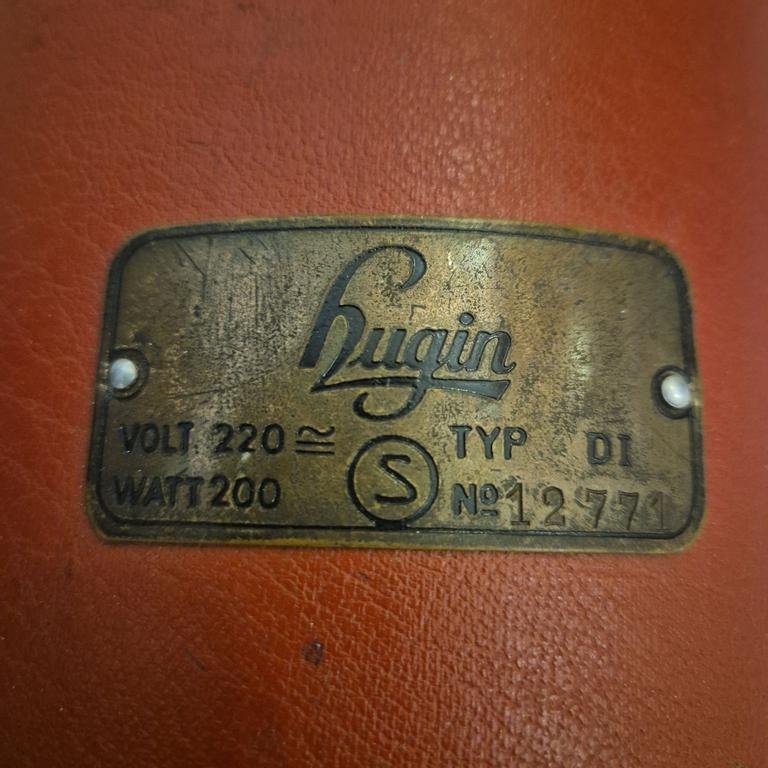 Hugin
VOLT 220 ≅ TYP DI
WATT 200 S Nº 12771